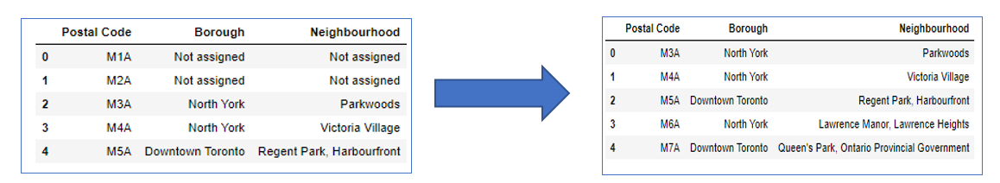 Postal Code Borough Neighbourhood
0 M1A Not assigned Not assigned
1 M2A Not assigned Not assigned
2 M3A North York Parkwoods
3 M4A North York Victoria Village
4 M5A Downtown Toronto Regent Park, Harbourfront
Postal Code Borough Neighbourhood
0 M3A North York Parkwoods
1 M4A North York Victoria Village
2 M5A Downtown Toronto Regent Park, Harbourfront
3 M6A North York Lawrence Manor, Lawrence Heights
4 M7A Downtown Toronto Queen's Park, Ontario Provincial Government